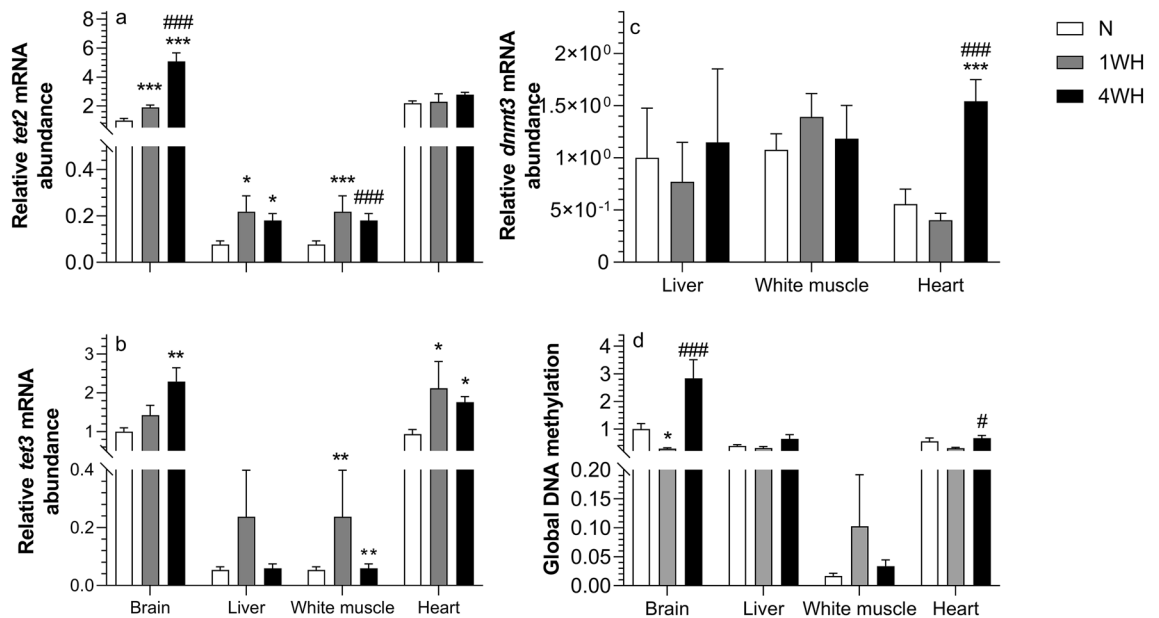 a
Relative tet2 mRNA
abundance
8
6
4
2
0.4
0.2
0.0
***
###
***
*
*
***
###
c
Relative dnmt3 mRNA
abundance
2×10⁰
1.5×10⁰
1×10⁰
5×10⁻¹
0
###
***
Liver White muscle Heart
N
1WH
4WH
b
Relative tet3 mRNA
abundance
3
2
1
0.4
0.2
0.0
**
**
**
*
*
Brain Liver White muscle Heart
d
Global DNA methylation
4
3
2
1
0.20
0.15
0.10
0.05
0.00
*
###
#
Brain Liver White muscle Heart